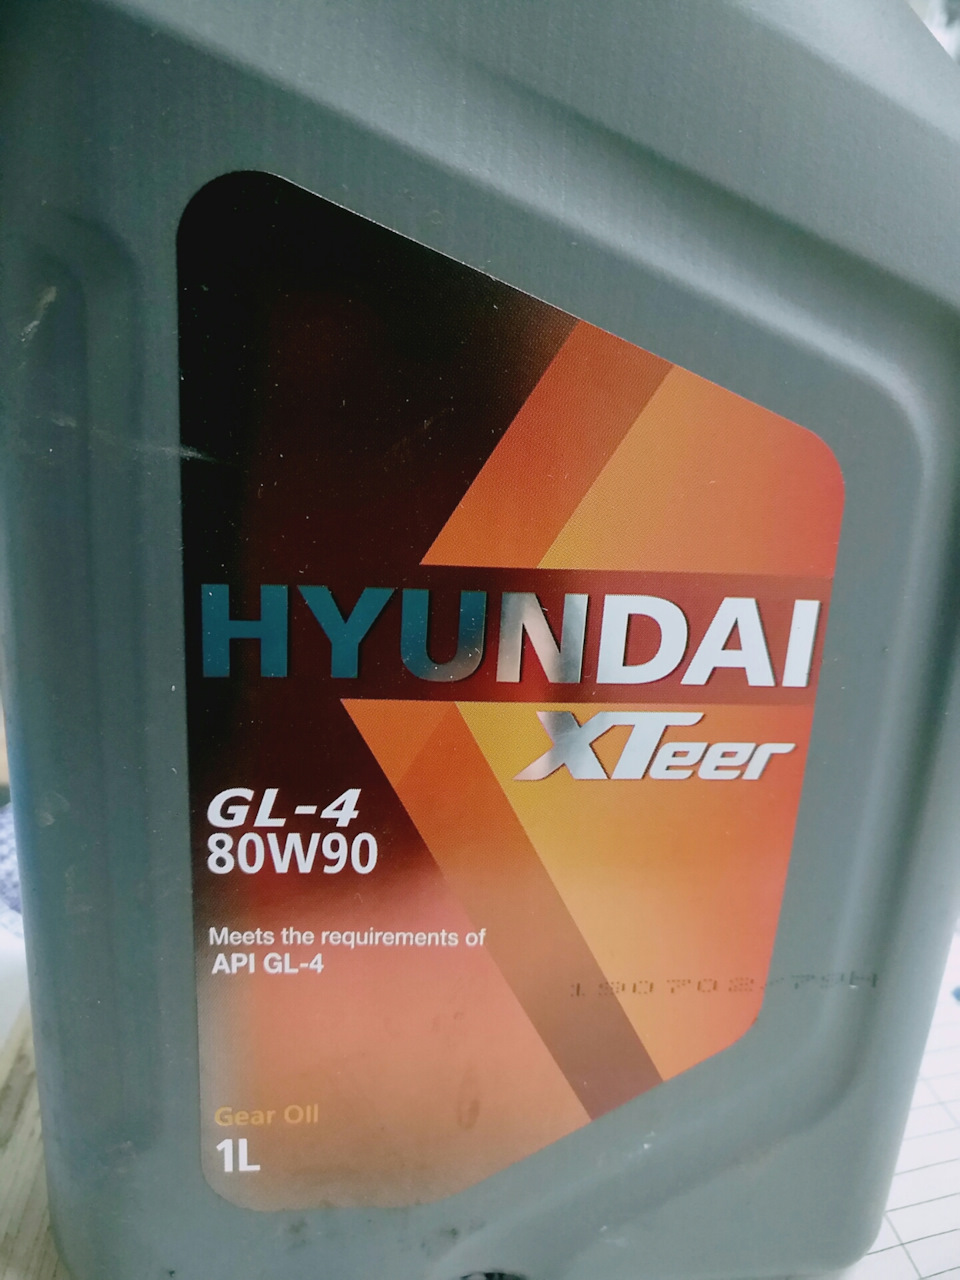 HYUNDAI
XTeer
GL-4
80W90
Meets the requirements of
API GL-4
Gear Oil
1L